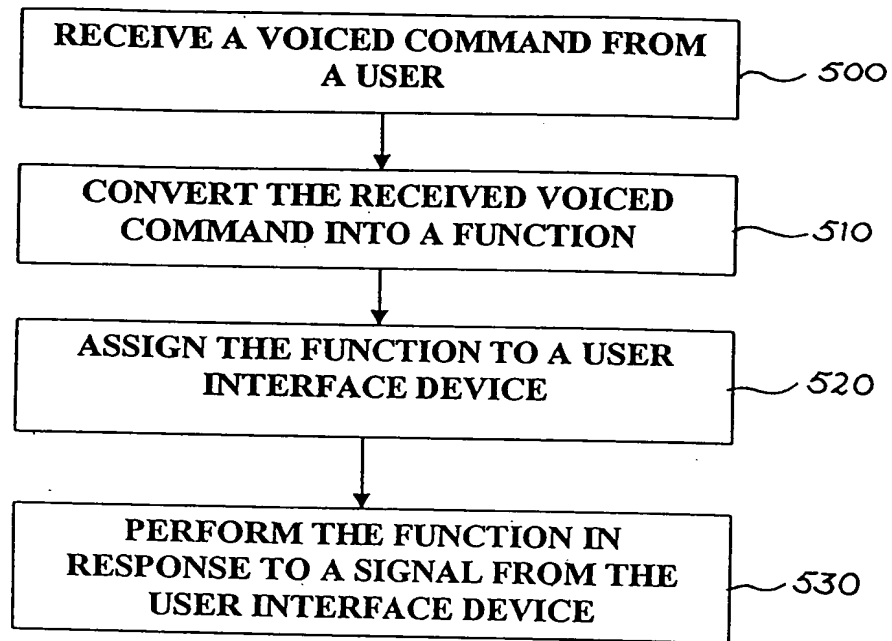 RECEIVE A VOICED COMMAND FROM
A USER
500
CONVERT THE RECEIVED VOICED
COMMAND INTO A FUNCTION
510
ASSIGN THE FUNCTION TO A USER
INTERFACE DEVICE
520
PERFORM THE FUNCTION IN
RESPONSE TO A SIGNAL FROM THE
USER INTERFACE DEVICE
530